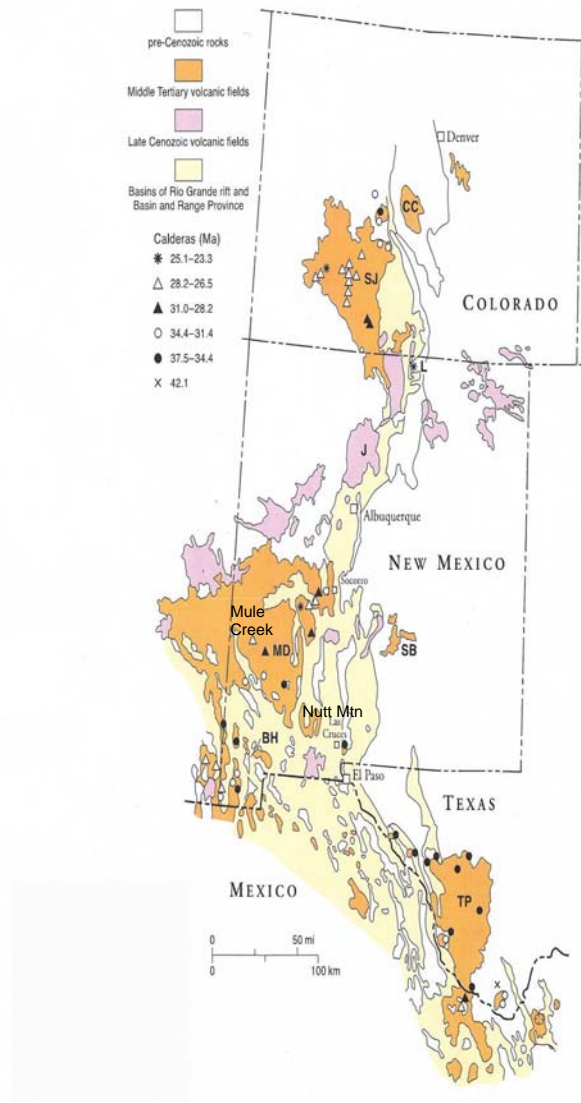 pre-Cenozoic rocks
Middle Tertiary volcanic fields
Late Cenozoic volcanic fields
Basins of Rio Grande rift and
Basin and Range Province
Calderas (Ma)
25.1–23.3
28.2–26.5
31.0–28.2
34.4–31.4
37.5–34.4
42.1
Denver
CC
SJ
COLORADO
L
J
Albuquerque
NEW MEXICO
Socorro
Mule
Creek
MD
SB
Nutt Mtn
Las
Cruces
BH
El Paso
TEXAS
MEXICO
TP
0 50 mi
0 100 km